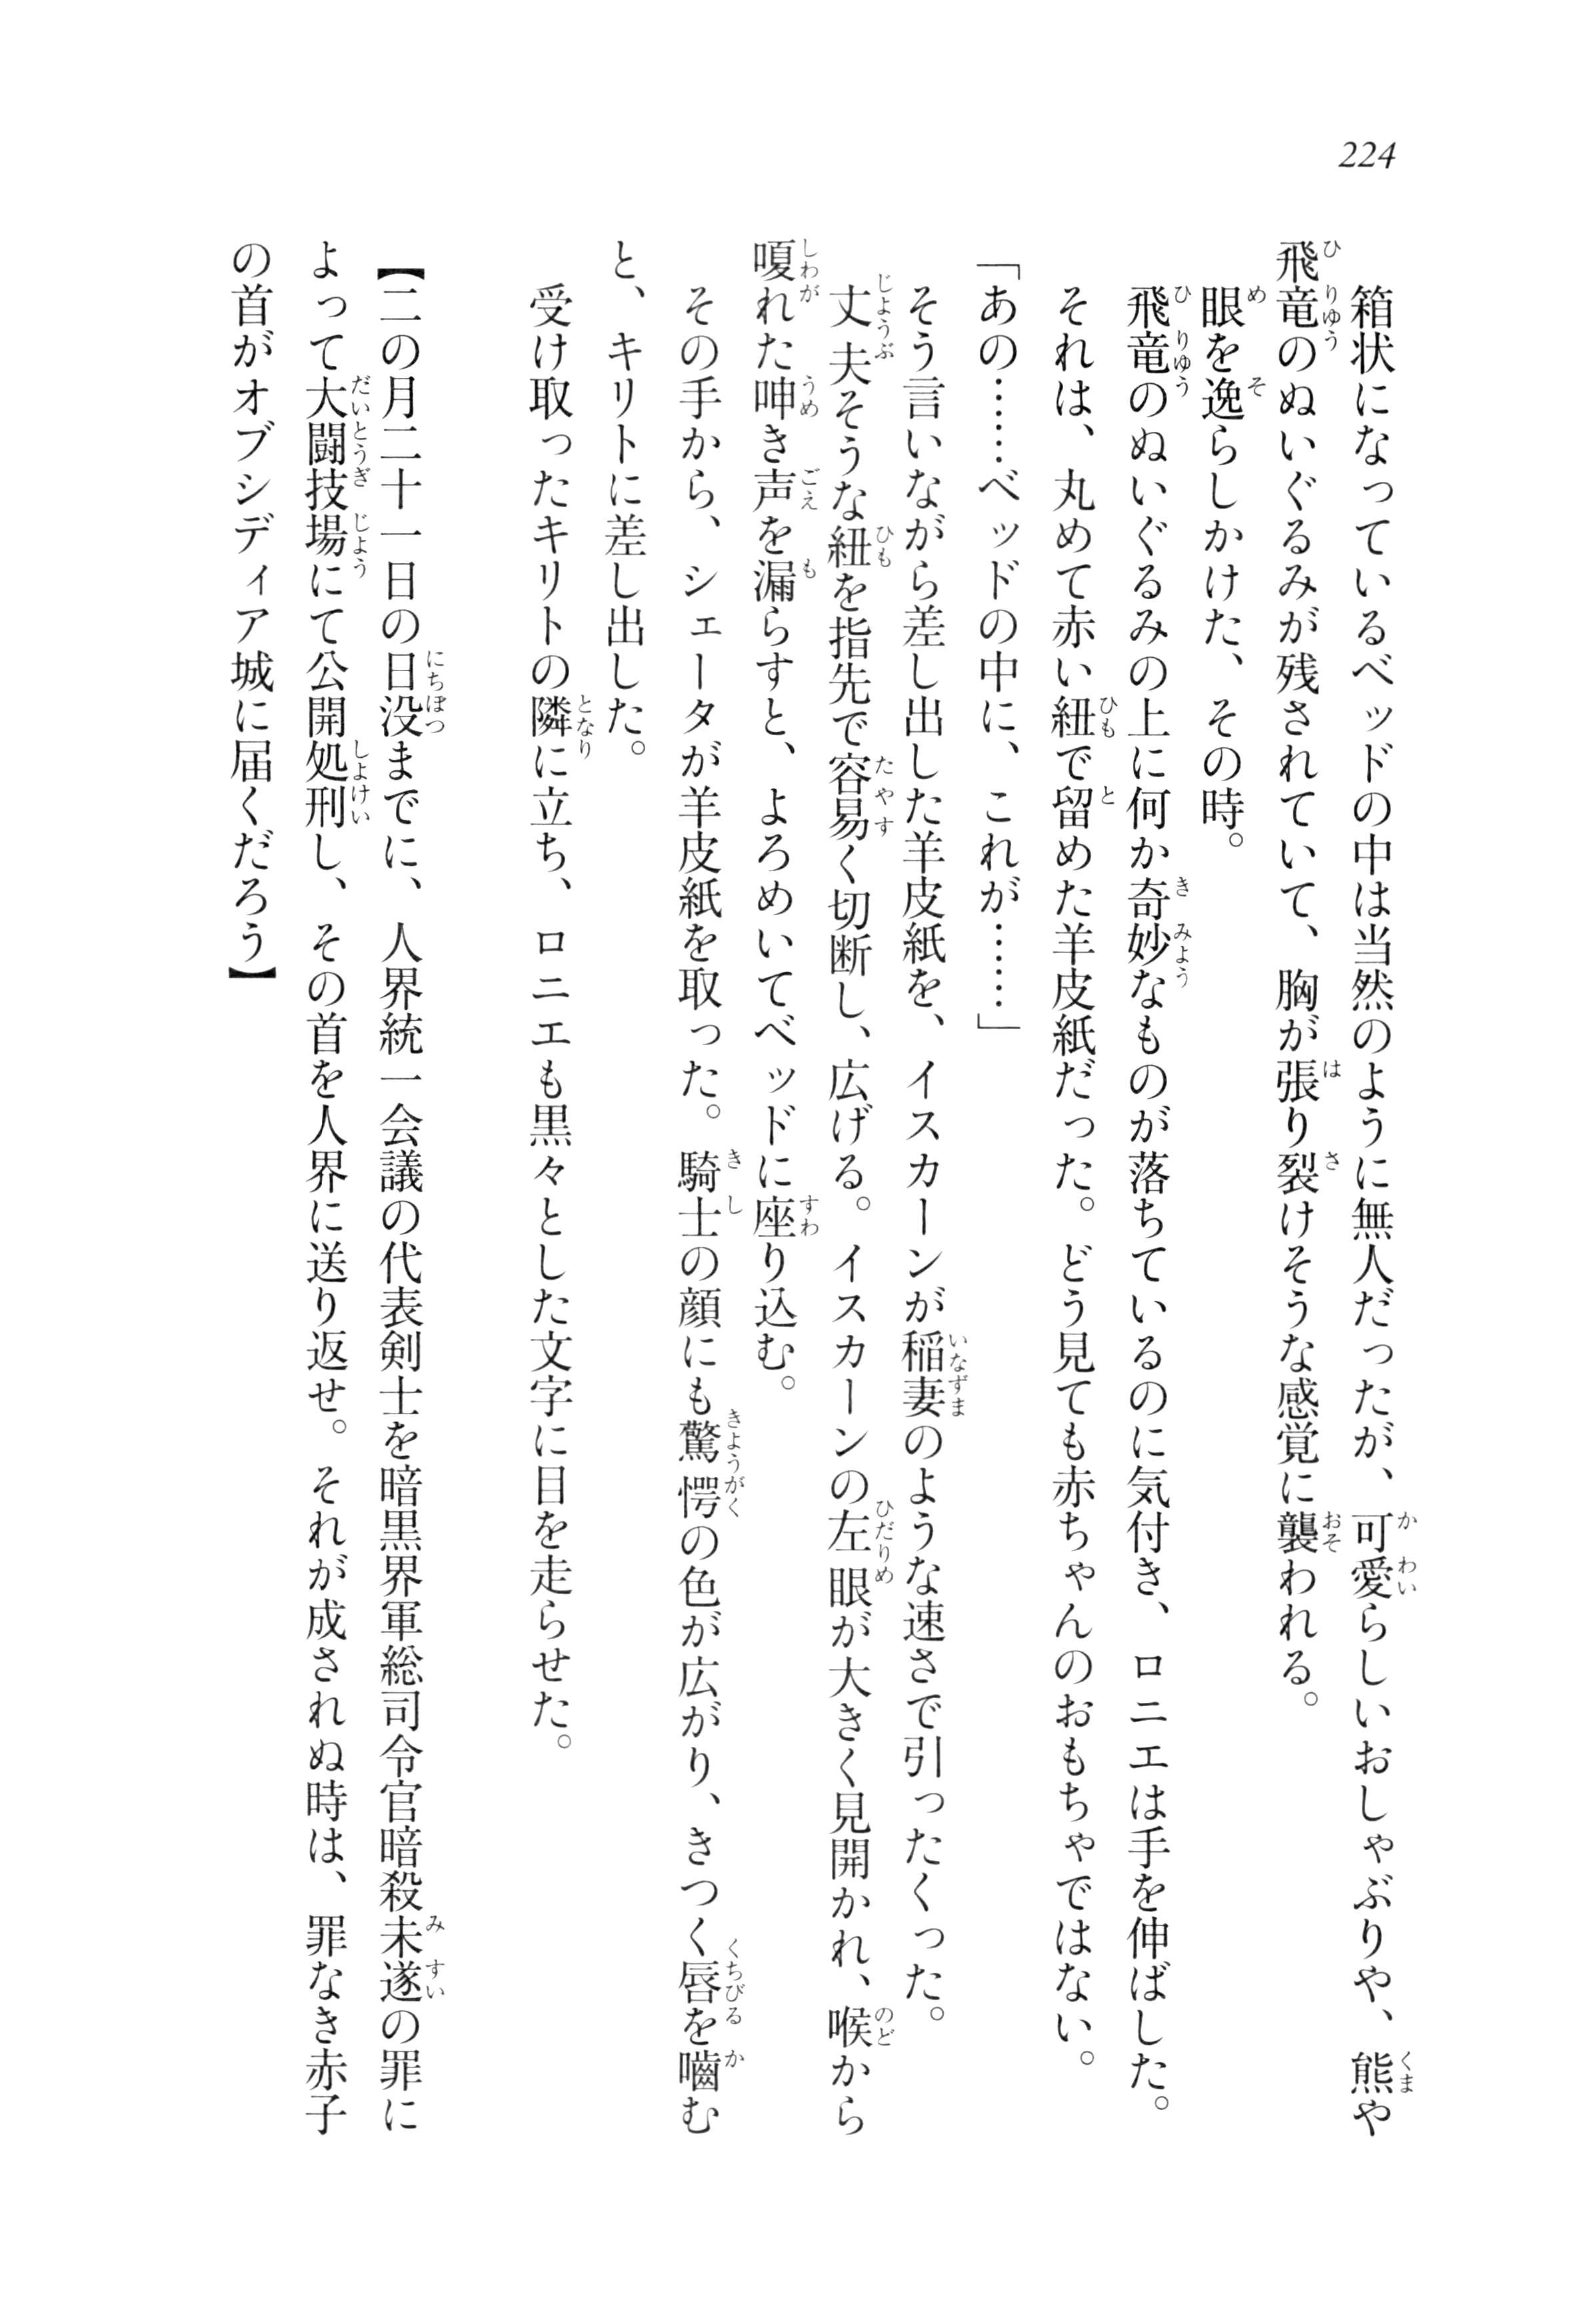 224
箱状になっているベッドの中は当然のように無人だったが、可愛らしいおしゃぶりや、熊や
飛竜のぬいぐるみが残されていて、胸が張り裂けそうな感覚に襲われる。
眼を逸らしかけた、その時。
飛竜のぬいぐるみの上に何か奇妙なものが落ちているのに気付き、ロニエは手を伸ばした。
それは、丸めて赤い紐で留めた羊皮紙だった。どう見ても赤ちゃんのおもちゃではない。
「あの……ベッドの中に、これが……」
そう言いながら差し出した羊皮紙を、イスカーンが稲妻のような速さで引ったくった。
丈夫そうな紐を指先で容易く切断し、広げる。イスカーンの左眼が大きく見開かれ、喉から
嗄れた呻き声を漏らすと、よろめいてベッドに座り込む。
その手から、シェータが羊皮紙を取った。騎士の顔にも驚愕の色が広がり、きつく唇を嚙む
と、キリトに差し出した。
受け取ったキリトの隣に立ち、ロニエも黒々とした文字に目を走らせた。
【二の月二十一日の日没までに、人界統一会議の代表剣士を暗黒界軍総司令官暗殺未遂の罪に
よって大闘技場にて公開処刑し、その首を人界に送り返せ。それが成されぬ時は、罪なき赤子
の首がオブシディア城に届くだろう】